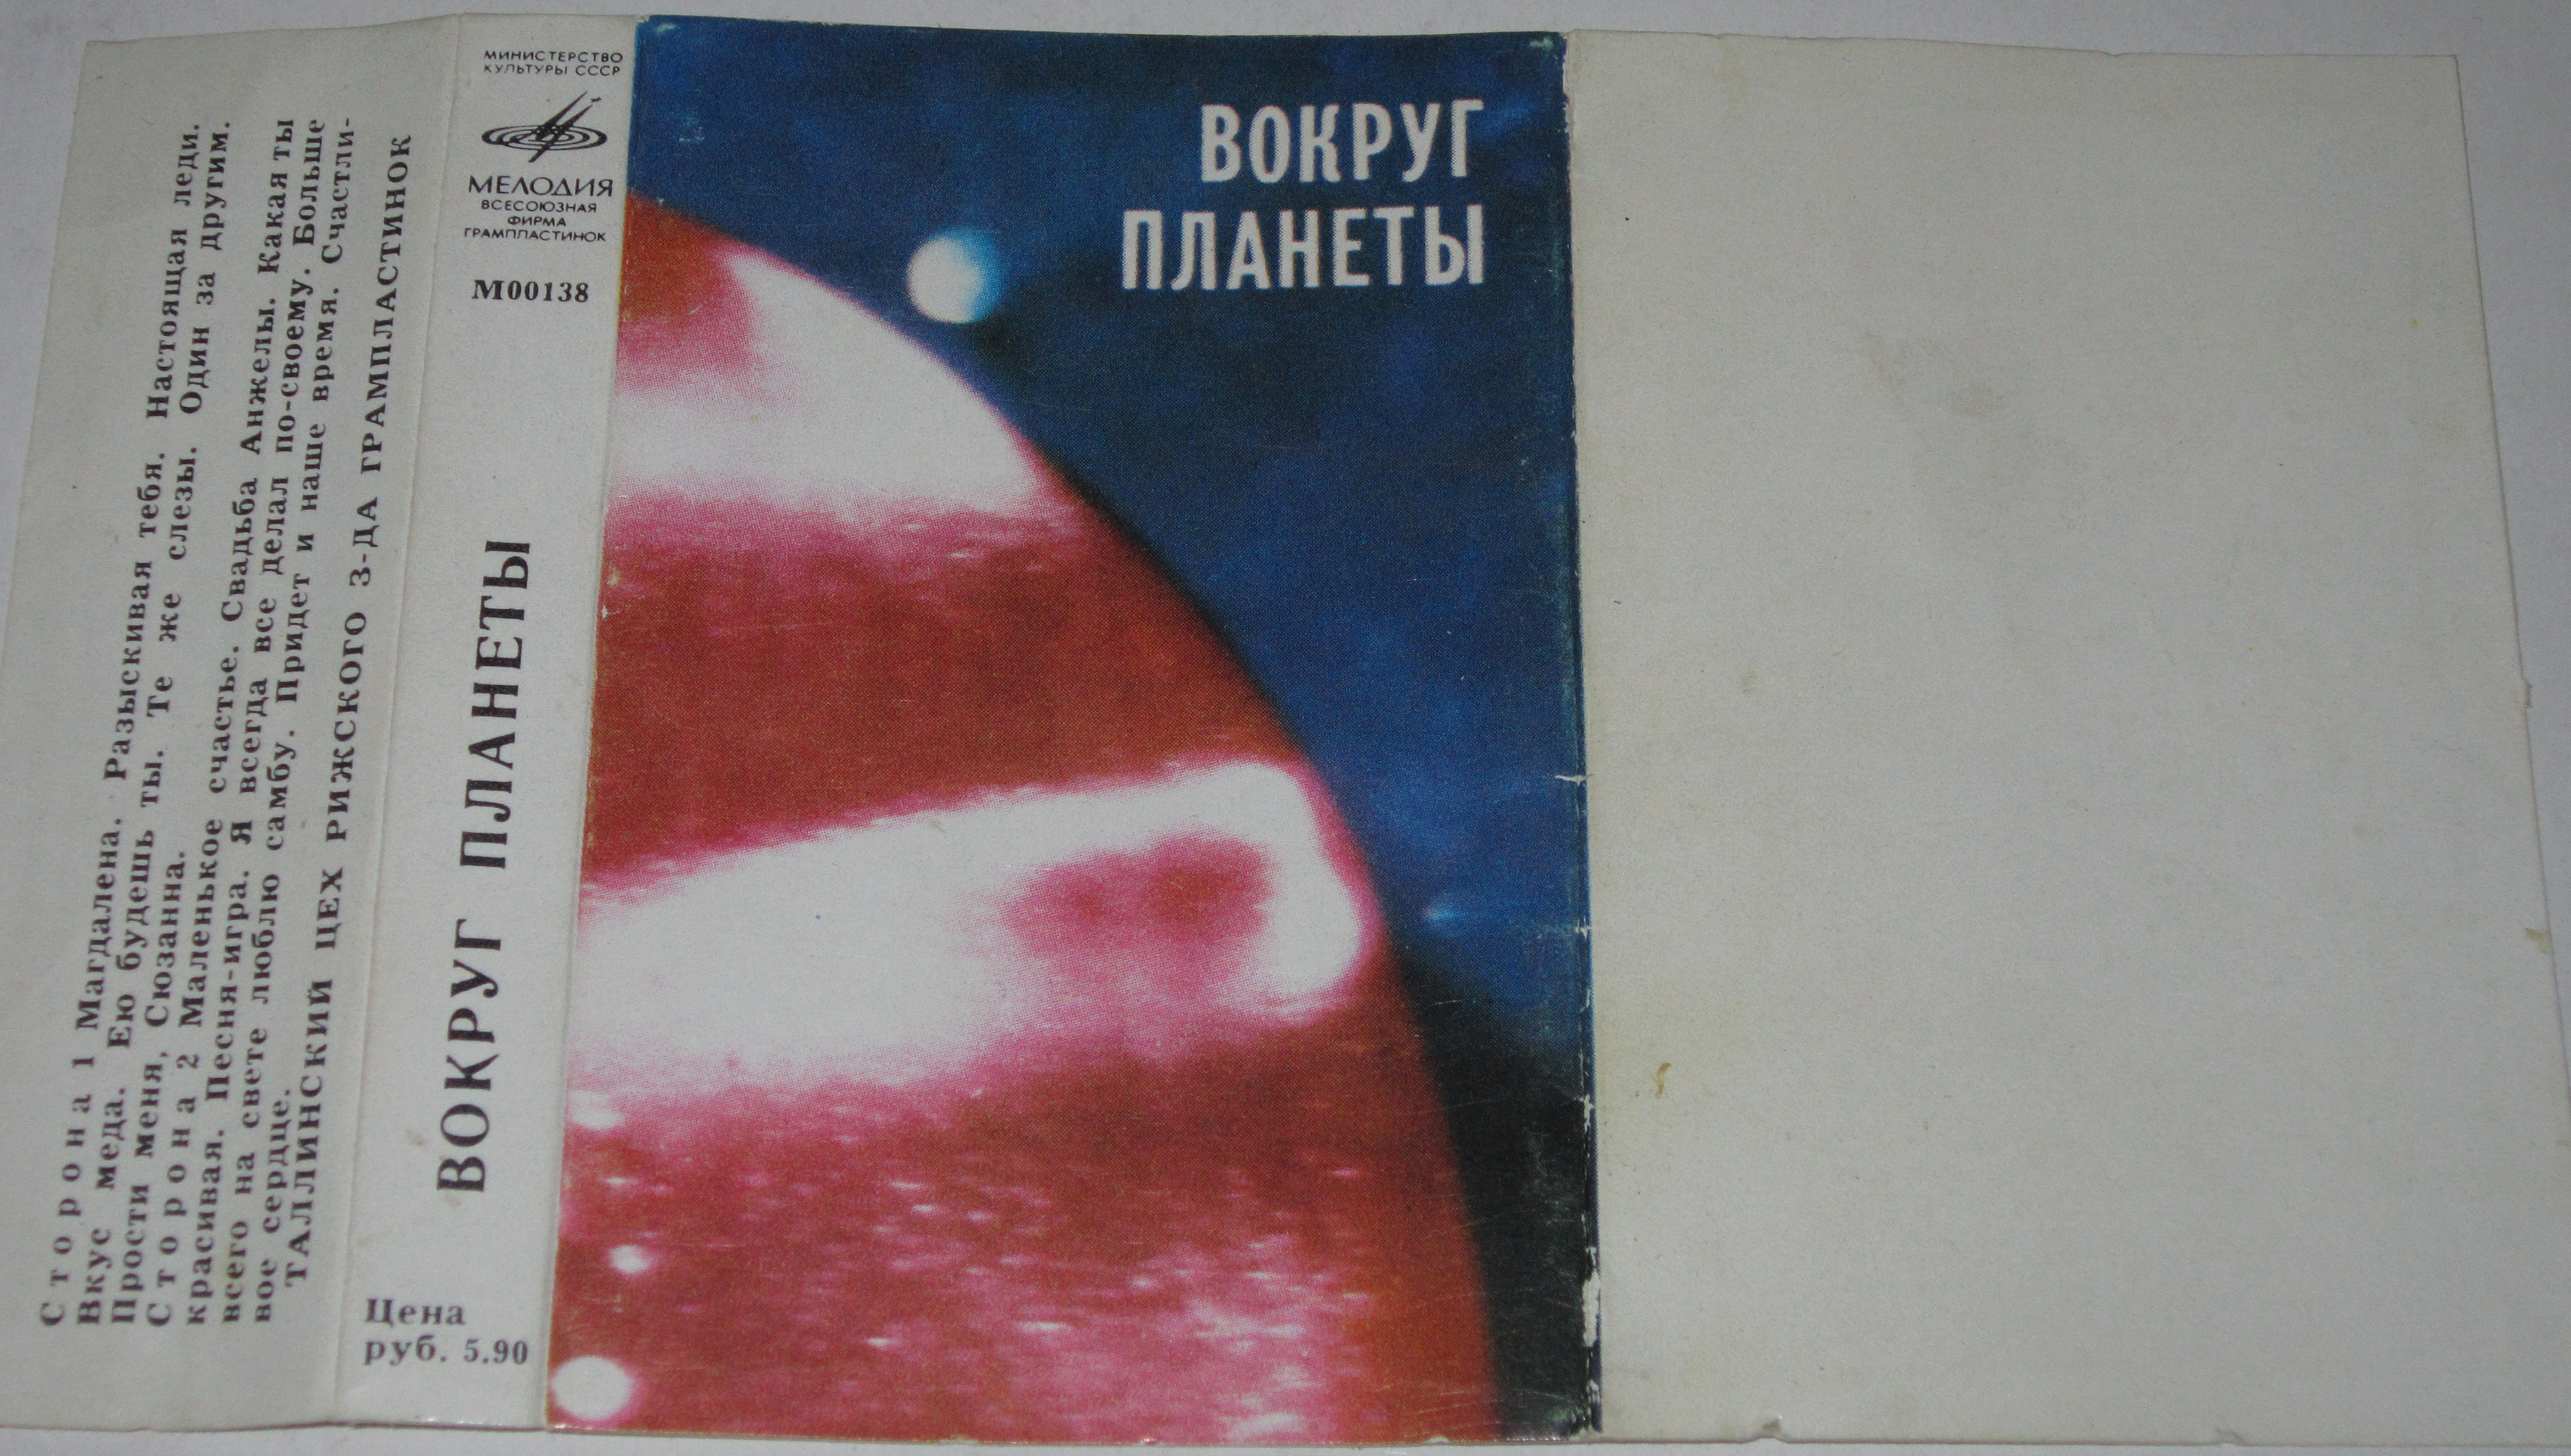 Сторона 1 Магдалена. Разыскивая тебя. Настоящая леди.
Вкус меда. Ею будешь ты. Те же слезы. Один за другим.
Прости меня, Сюзанна.
Сторона 2 Маленькое счастье. Свадьба Анжелы. Какая ты
красивая. Песня-игра. Я всегда все делал по-своему. Больше
всего на свете люблю самбу. Придет и наше время. Счастли-
вое сердце.
ТАЛЛИНСКИЙ ЦЕХ РИЖСКОГО З-ДА ГРАМПЛАСТИНОК
МИНИСТЕРСТВО
КУЛЬТУРЫ СССР
МЕЛОДИЯ
ВСЕСОЮЗНАЯ
ФИРМА
ГРАМПЛАСТИНОК
М00138
ВОКРУГ ПЛАНЕТЫ
Цена
руб. 5.90
ВОКРУГ
ПЛАНЕТЫ